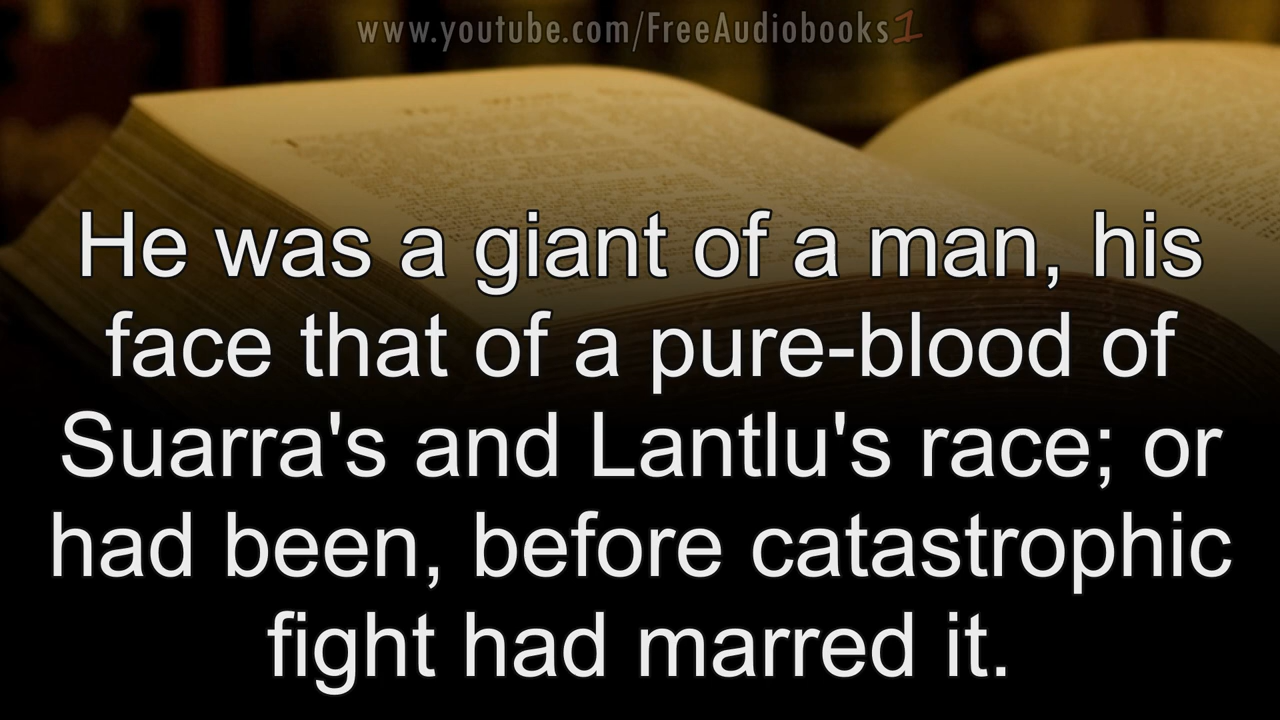 www.youtube.com/FreeAudiobooks1
He was a giant of a man, his
face that of a pure-blood of
Suarra's and Lantlu's race; or
had been, before catastrophic
fight had marred it.